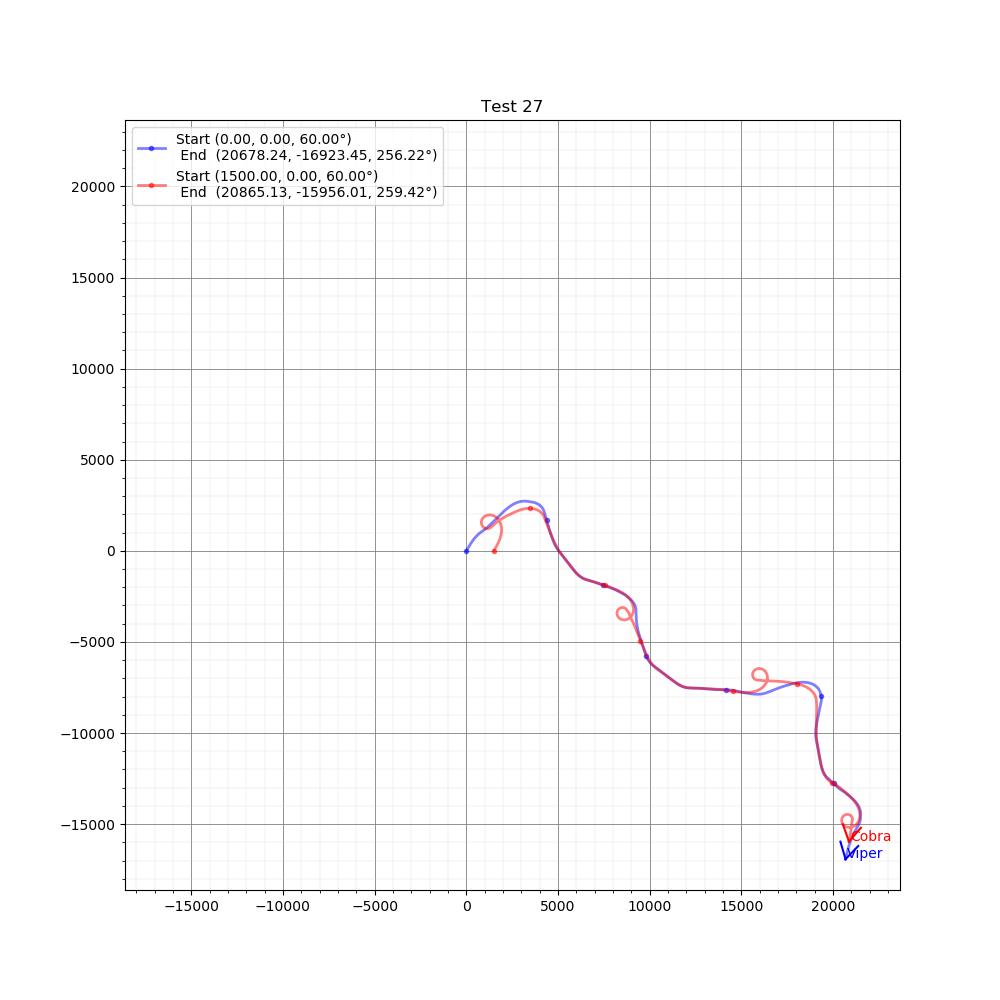 Test 27
Start (0.00, 0.00, 60.00°)
End  (20678.24, -16923.45, 256.22°)
Start (1500.00, 0.00, 60.00°)
End  (20865.13, -15956.01, 259.42°)
20000
15000
10000
5000
0
−5000
−10000
−15000
Cobra
Viper
−15000 −10000 −5000 0 5000 10000 15000 20000